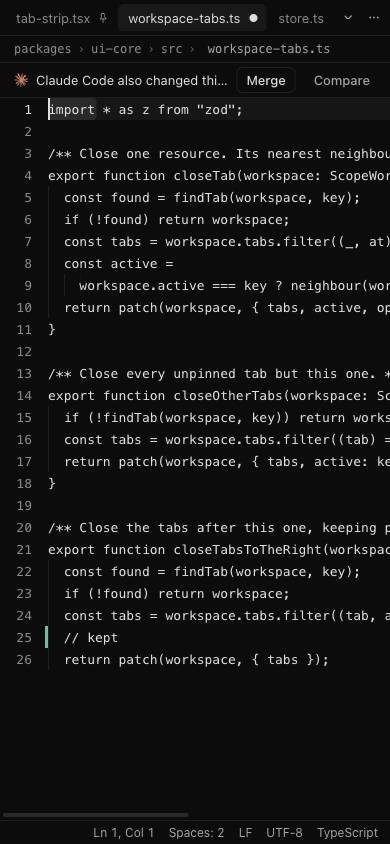 tab-strip.tsx workspace-tabs.ts store.ts
packages › ui-core › src › workspace-tabs.ts
Claude Code also changed thi... Merge Compare
1 import * as z from "zod";
2
3 /** Close one resource. Its nearest neighbou
4 export function closeTab(workspace: ScopeWor
5 const found = findTab(workspace, key);
6 if (!found) return workspace;
7 const tabs = workspace.tabs.filter((_, at)
8 const active =
9 workspace.active === key ? neighbour(wor
10 return patch(workspace, { tabs, active, op
11 }
12
13 /** Close every unpinned tab but this one. *
14 export function closeOtherTabs(workspace: Sc
15 if (!findTab(workspace, key)) return works
16 const tabs = workspace.tabs.filter((tab) =
17 return patch(workspace, { tabs, active: ke
18 }
19
20 /** Close the tabs after this one, keeping p
21 export function closeTabsToTheRight(workspac
22 const found = findTab(workspace, key);
23 if (!found) return workspace;
24 const tabs = workspace.tabs.filter((tab, a
25 // kept
26 return patch(workspace, { tabs });
Ln 1, Col 1 Spaces: 2 LF UTF-8 TypeScript